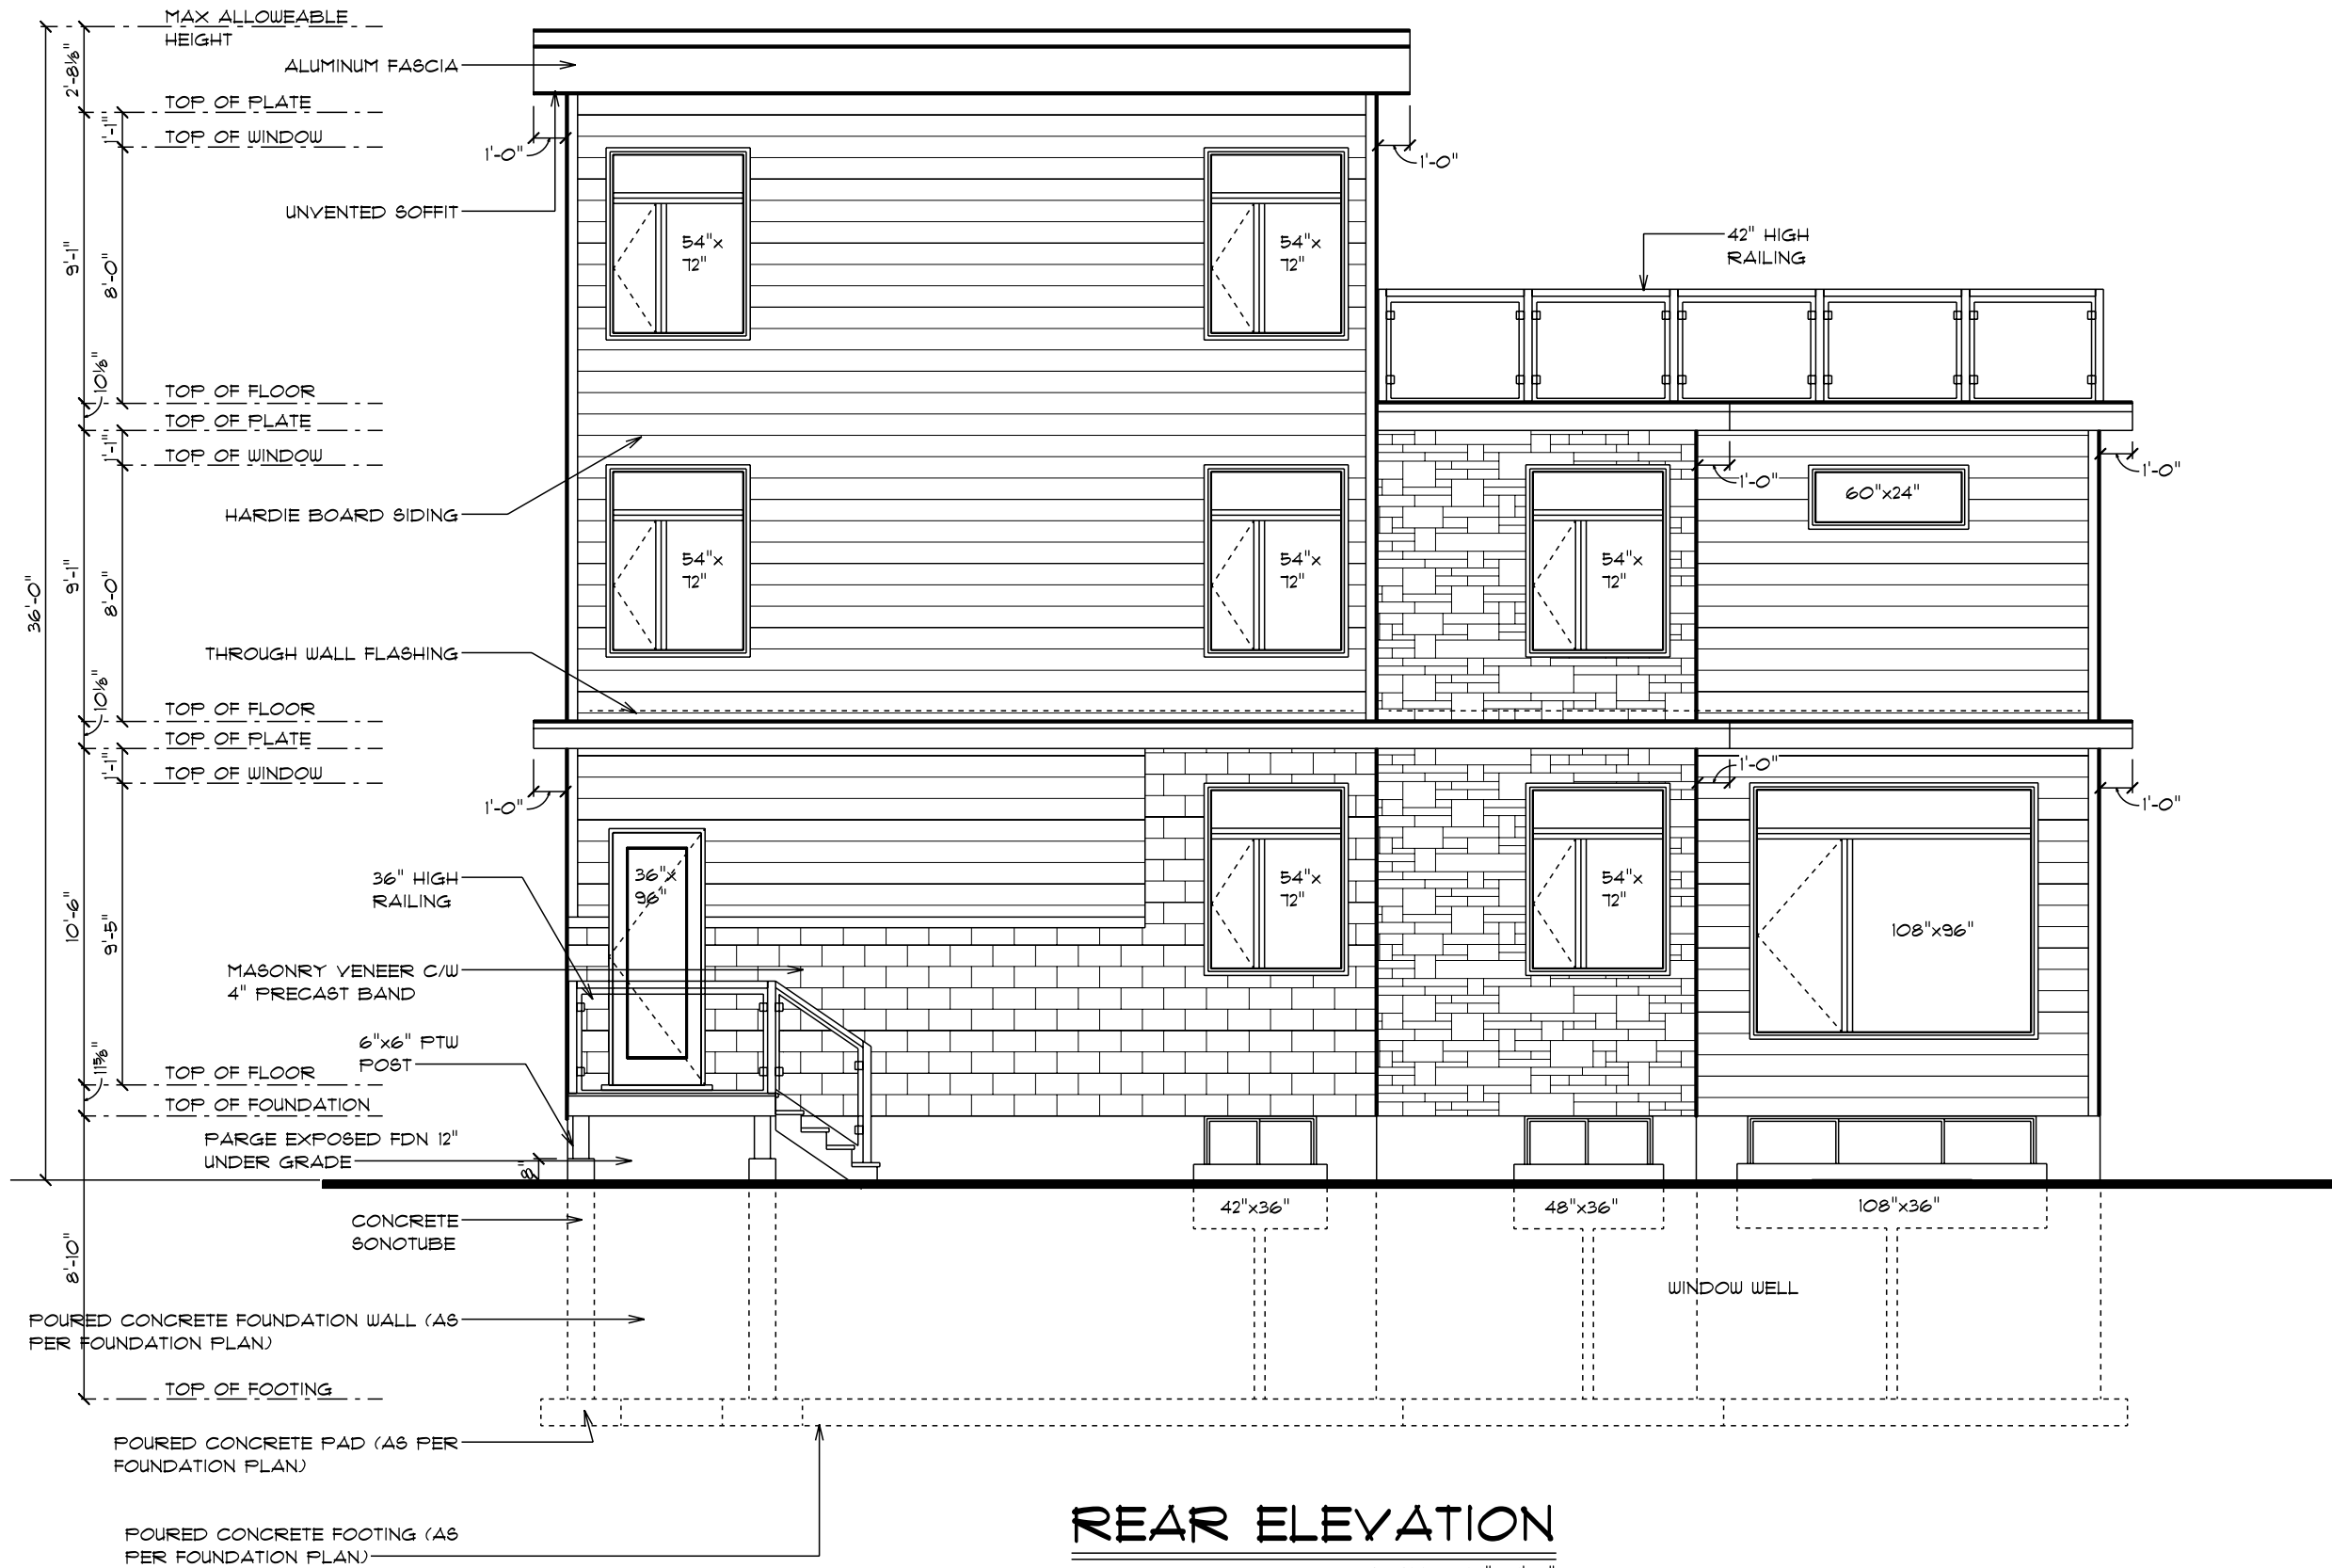 MAX ALLOWEABLE
HEIGHT
ALUMINUM FASCIA
2'-8⅛"
TOP OF PLATE
1'-1"
TOP OF WINDOW
1'-0"
1'-0"
UNVENTED SOFFIT
54"x
72"
54"x
72"
42" HIGH
RAILING
9'-1"
8'-0"
10⅛"
TOP OF FLOOR
TOP OF PLATE
1'-1"
TOP OF WINDOW
1'-0"
1'-0"
60"x24"
HARDIE BOARD SIDING
54"x
72"
54"x
72"
54"x
72"
9'-1"
8'-0"
36'-0"
THROUGH WALL FLASHING
10⅛"
TOP OF FLOOR
TOP OF PLATE
1'-1"
TOP OF WINDOW
1'-0"
1'-0"
1'-0"
36" HIGH
RAILING
36"x
96"
54"x
72"
54"x
72"
108"x96"
10'-6"
9'-5"
MASONRY VENEER C/W
4" PRECAST BAND
6"x6" PTW
POST
11⅝"
TOP OF FLOOR
TOP OF FOUNDATION
PARGE EXPOSED FDN 12"
UNDER GRADE
8"
42"x36"
48"x36"
108"x36"
CONCRETE
SONOTUBE
8'-10"
WINDOW WELL
POURED CONCRETE FOUNDATION WALL (AS
PER FOUNDATION PLAN)
TOP OF FOOTING
POURED CONCRETE PAD (AS PER
FOUNDATION PLAN)
POURED CONCRETE FOOTING (AS
PER FOUNDATION PLAN)
REAR ELEVATION